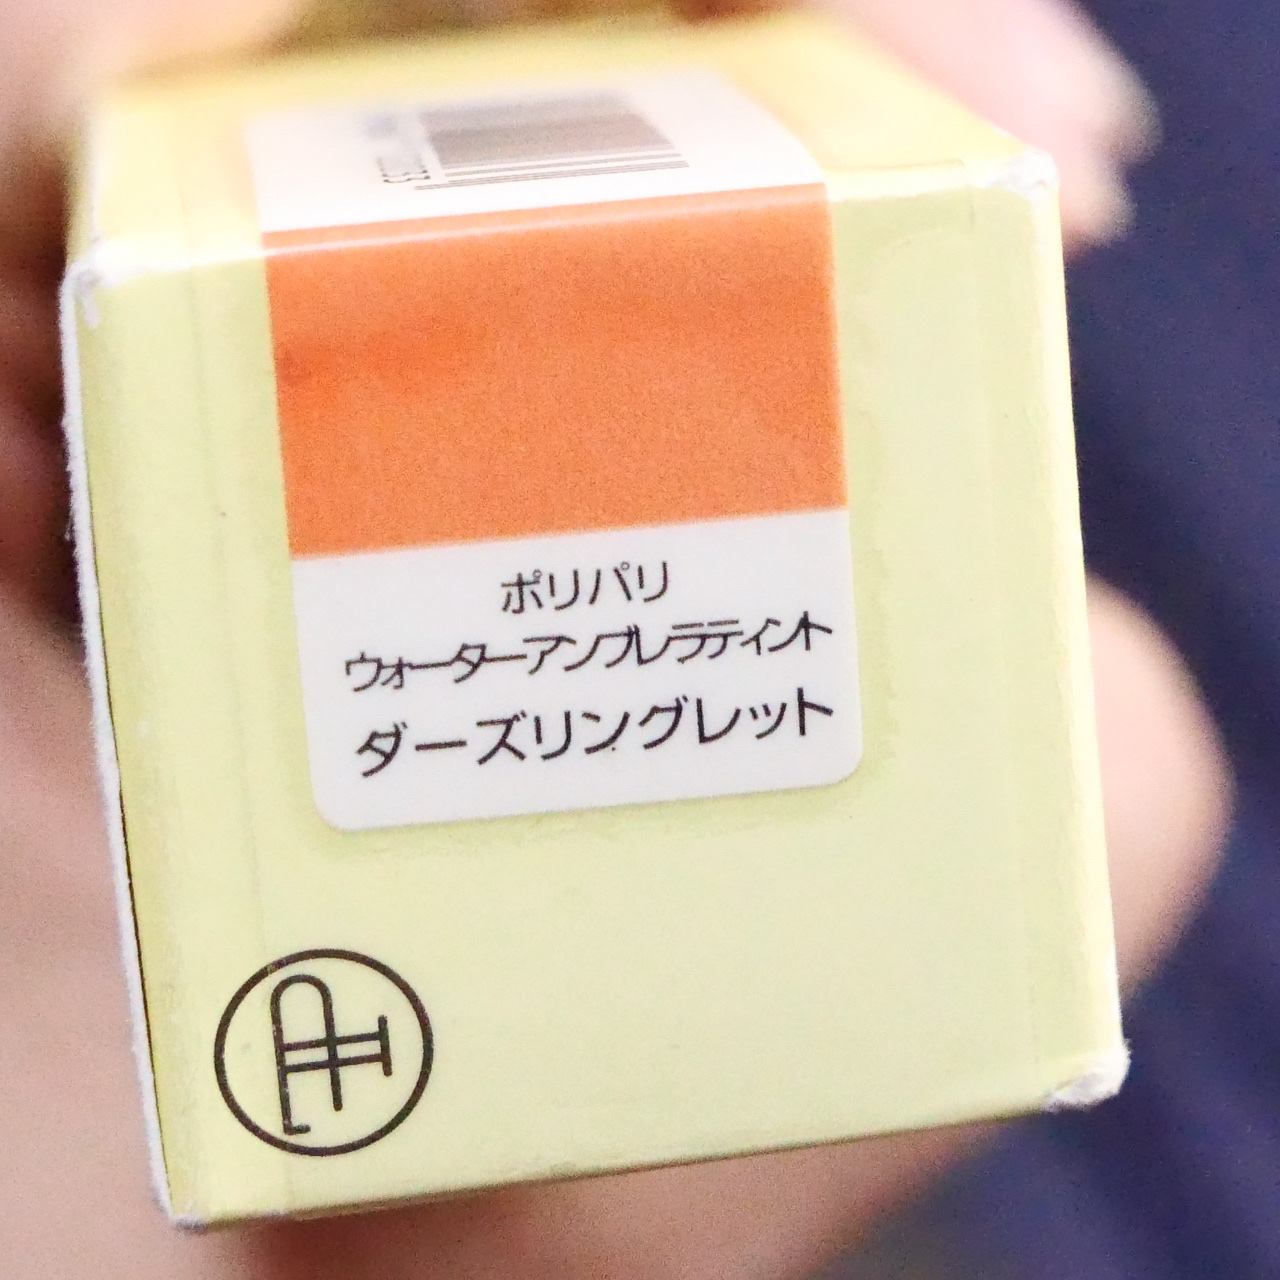 ポリパリ
ウォーターアンブレラティント
ダーズリングレット